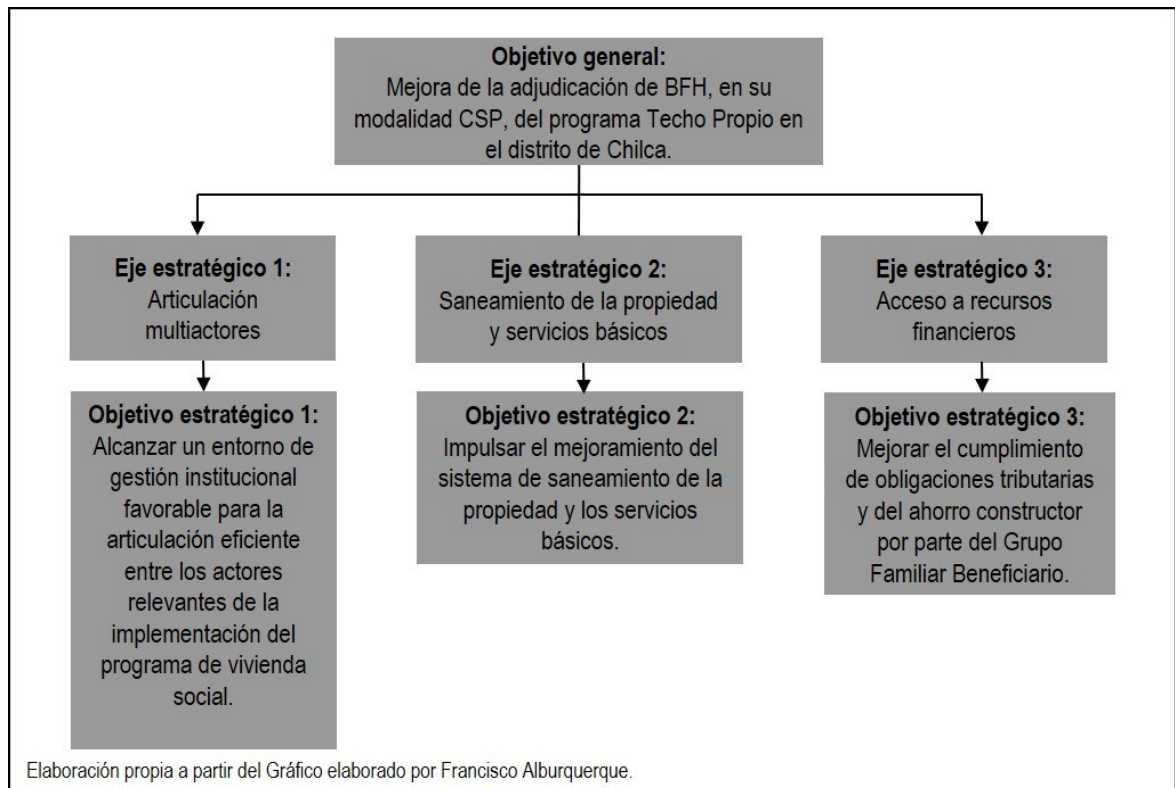 Objetivo general:
Mejora de la adjudicación de BFH, en su
modalidad CSP, del programa Techo Propio en
el distrito de Chilca.
Eje estratégico 1:
Articulación
multiactores
Eje estratégico 2:
Saneamiento de la propiedad
y servicios básicos
Eje estratégico 3:
Acceso a recursos
financieros
Objetivo estratégico 1:
Alcanzar un entorno de
gestión institucional
favorable para la
articulación eficiente
entre los actores
relevantes de la
implementación del
programa de vivienda
social.
Objetivo estratégico 2:
Impulsar el mejoramiento del
sistema de saneamiento de la
propiedad y los servicios
básicos.
Objetivo estratégico 3:
Mejorar el cumplimiento
de obligaciones tributarias
y del ahorro constructor
por parte del Grupo
Familiar Beneficiario.
Elaboración propia a partir del Gráfico elaborado por Francisco Alburquerque.